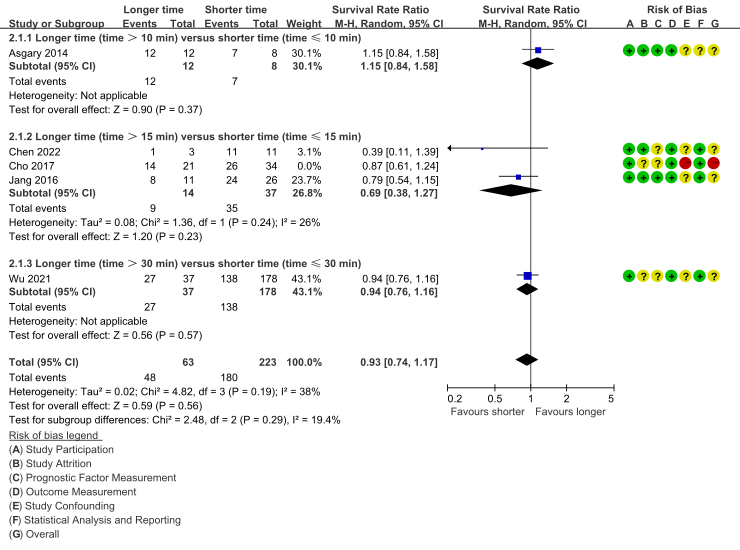 Longer time Shorter time Survival Rate Ratio Survival Rate Ratio Risk of Bias
Study or Subgroup Events Total Events Total Weight M-H, Random, 95% CI M-H, Random, 95% CI A B C D E F G
2.1.1 Longer time (time > 10 min) versus shorter time (time ⩽ 10 min)
Asgary 2014 12 12 7 8 30.1% 1.15 [0.84, 1.58] + + + + ? ? ?
Subtotal (95% CI) 12 8 30.1% 1.15 [0.84, 1.58]
Total events 12 7
Heterogeneity: Not applicable
Test for overall effect: Z = 0.90 (P = 0.37)
2.1.2 Longer time (time > 15 min) versus shorter time (time ⩽ 15 min)
Chen 2022 1 3 11 11 3.1% 0.39 [0.11, 1.39] + + ? + ? + ?
Cho 2017 14 21 26 34 0.0% 0.87 [0.61, 1.24] + ? ? + - + -
Jang 2016 8 11 24 26 23.7% 0.79 [0.54, 1.15] + + + + ? + ?
Subtotal (95% CI) 14 37 26.8% 0.69 [0.38, 1.27]
Total events 9 35
Heterogeneity: Tau² = 0.08; Chi² = 1.36, df = 1 (P = 0.24); I² = 26%
Test for overall effect: Z = 1.20 (P = 0.23)
2.1.3 Longer time (time > 30 min) versus shorter time (time ⩽ 30 min)
Wu 2021 27 37 138 178 43.1% 0.94 [0.76, 1.16] + ? ? + ? + ?
Subtotal (95% CI) 37 178 43.1% 0.94 [0.76, 1.16]
Total events 27 138
Heterogeneity: Not applicable
Test for overall effect: Z = 0.56 (P = 0.57)
Total (95% CI) 63 223 100.0% 0.93 [0.74, 1.17]
Total events 48 180
Heterogeneity: Tau² = 0.02; Chi² = 4.82, df = 3 (P = 0.19); I² = 38%
Test for overall effect: Z = 0.59 (P = 0.56)
Test for subgroup differences: Chi² = 2.48, df = 2 (P = 0.29), I² = 19.4%
0.2 0.5 1 2 5
Favours shorter Favours longer
Risk of bias legend
(A) Study Participation
(B) Study Attrition
(C) Prognostic Factor Measurement
(D) Outcome Measurement
(E) Study Confounding
(F) Statistical Analysis and Reporting
(G) Overall